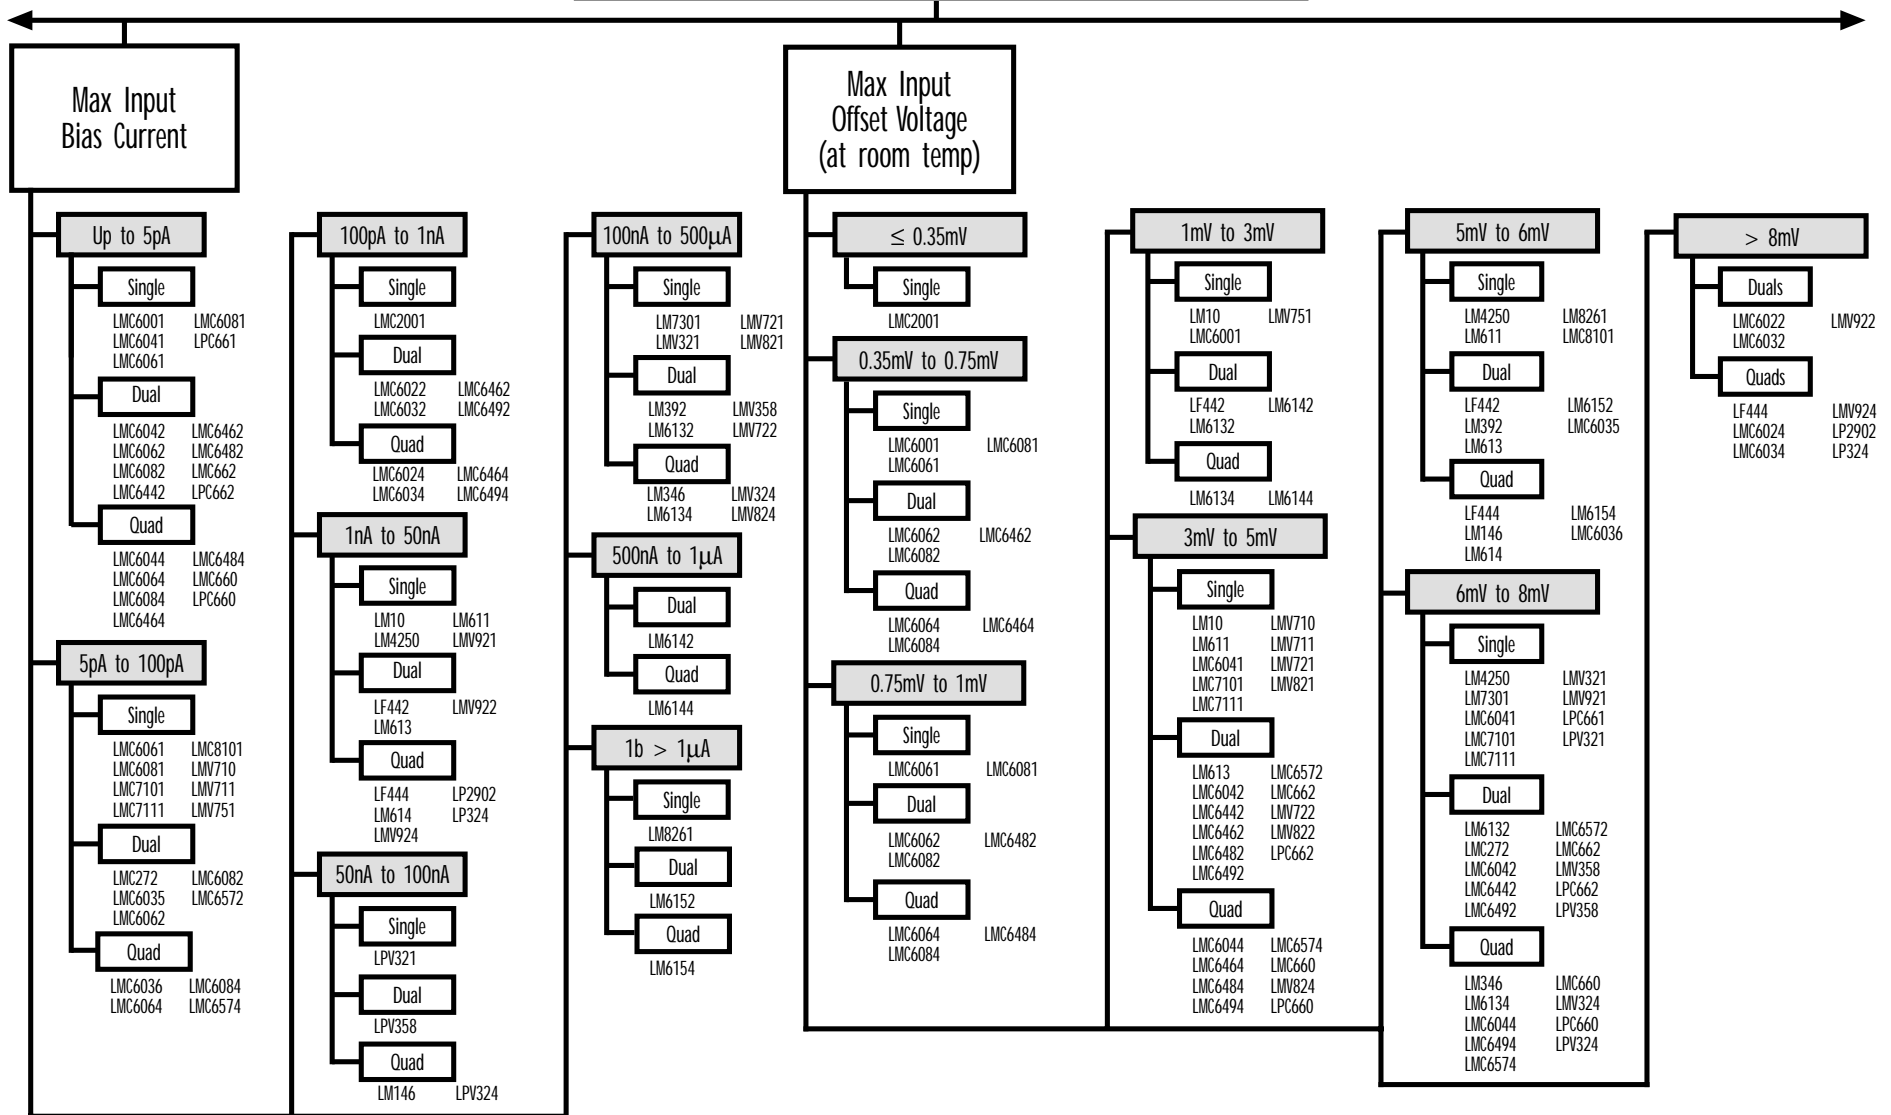 Max Input
Bias Current
Up to 5pA
Single
LMC6001 LMC6081
LMC6041 LPC661
LMC6061
Dual
LMC6042 LMC6462
LMC6062 LMC6482
LMC6082 LMC662
LMC6442 LPC662
Quad
LMC6044 LMC6484
LMC6064 LMC660
LMC6084 LPC660
LMC6464
5pA to 100pA
Single
LMC6061 LMC8101
LMC6081 LMV710
LMC7101 LMV711
LMC7111 LMV751
Dual
LMC272 LMC6082
LMC6035 LMC6572
LMC6062
Quad
LMC6036 LMC6084
LMC6064 LMC6574
100pA to 1nA
Single
LMC2001
Dual
LMC6022 LMC6462
LMC6032 LMC6492
Quad
LMC6024 LMC6464
LMC6034 LMC6494
1nA to 50nA
Single
LM10 LM611
LM4250 LMV921
Dual
LF442 LMV922
LM613
Quad
LF444 LP2902
LM614 LP324
LMV924
50nA to 100nA
Single
LPV321
Dual
LPV358
Quad
LM146 LPV324
100nA to 500µA
Single
LM7301 LMV721
LMV321 LMV821
Dual
LM392 LMV358
LM6132 LMV722
Quad
LM346 LMV324
LM6134 LMV824
500nA to 1µA
Dual
LM6142
Quad
LM6144
1b > 1µA
Single
LM8261
Dual
LM6152
Quad
LM6154
Max Input
Offset Voltage
(at room temp)
≤ 0.35mV
Single
LMC2001
0.35mV to 0.75mV
Single
LMC6001 LMC6081
LMC6061
Dual
LMC6062 LMC6462
LMC6082
Quad
LMC6064 LMC6464
LMC6084
0.75mV to 1mV
Single
LMC6061 LMC6081
Dual
LMC6062 LMC6482
LMC6082
Quad
LMC6064 LMC6484
LMC6084
1mV to 3mV
Single
LM10 LMV751
LMC6001
Dual
LF442 LM6142
LM6132
Quad
LM6134 LM6144
3mV to 5mV
Single
LM10 LMV710
LM611 LMV711
LMC6041 LMV721
LMC7101 LMV821
LMC7111
Dual
LM613 LMC6572
LMC6042 LMC662
LMC6442 LMV722
LMC6462 LMV822
LMC6482 LPC662
LMC6492
Quad
LMC6044 LMC6574
LMC6464 LMC660
LMC6484 LMV824
LMC6494 LPC660
5mV to 6mV
Single
LM4250 LM8261
LM611 LMC8101
Dual
LF442 LM6152
LM392 LMC6035
LM613
Quad
LF444 LM6154
LM146 LMC6036
LM614
6mV to 8mV
Single
LM4250 LMV321
LM7301 LMV921
LMC6041 LPC661
LMC7101 LPV321
LMC7111
Dual
LM6132 LMC6572
LMC272 LMC662
LMC6042 LMV358
LMC6442 LPC662
LMC6492 LPV358
Quad
LM346 LMC660
LM6134 LMV324
LMC6044 LPC660
LMC6494 LPV324
LMC6574
> 8mV
Duals
LMC6022 LMV922
LMC6032
Quads
LF444 LMV924
LMC6024 LP2902
LMC6034 LP324